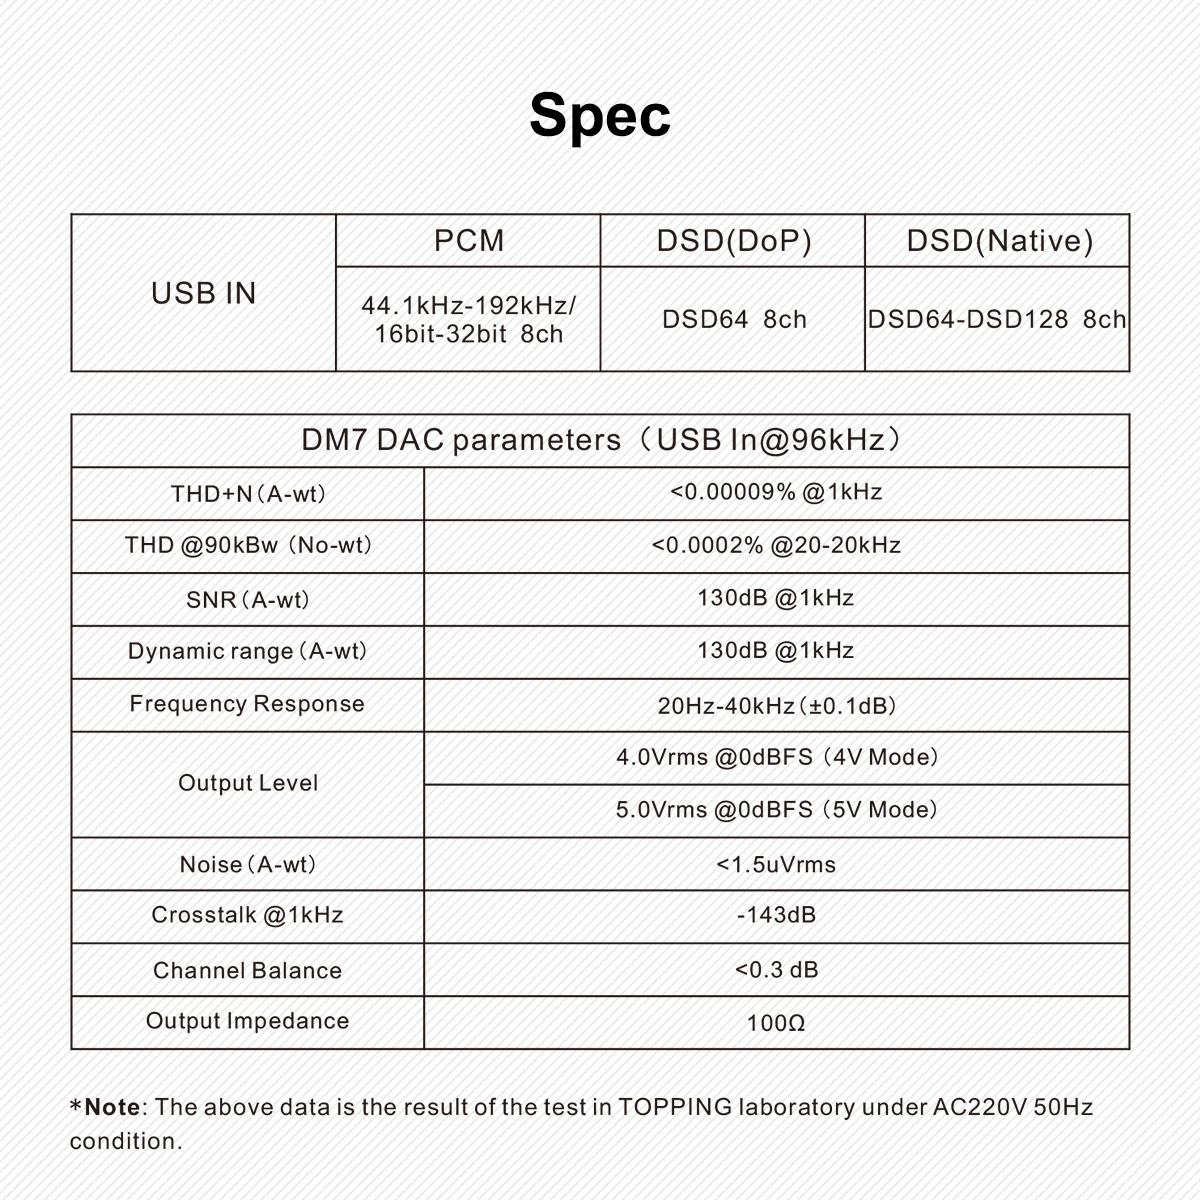 Spec
USB IN
PCM
DSD(DoP)
DSD(Native)
44.1kHz-192kHz/
16bit-32bit 8ch
DSD64 8ch
DSD64-DSD128 8ch
DM7 DAC parameters（USB In@96kHz）
THD+N（A-wt）
<0.00009% @1kHz
THD @90kBw（No-wt）
<0.0002% @20-20kHz
SNR（A-wt）
130dB @1kHz
Dynamic range（A-wt）
130dB @1kHz
Frequency Response
20Hz-40kHz（±0.1dB）
Output Level
4.0Vrms @0dBFS（4V Mode）
5.0Vrms @0dBFS（5V Mode）
Noise（A-wt）
<1.5uVrms
Crosstalk @1kHz
-143dB
Channel Balance
<0.3 dB
Output Impedance
100Ω
*Note: The above data is the result of the test in TOPPING laboratory under AC220V 50Hz
condition.